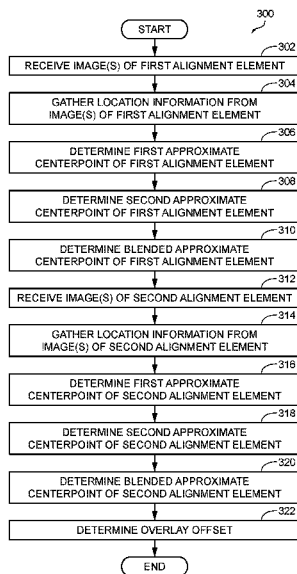 START
300
302
RECEIVE IMAGE(S) OF FIRST ALIGNMENT ELEMENT
304
GATHER LOCATION INFORMATION FROM
IMAGE(S) OF FIRST ALIGNMENT ELEMENT
306
DETERMINE FIRST APPROXIMATE
CENTERPOINT OF FIRST ALIGNMENT ELEMENT
308
DETERMINE SECOND APPROXIMATE
CENTERPOINT OF FIRST ALIGNMENT ELEMENT
310
DETERMINE BLENDED APPROXIMATE
CENTERPOINT OF FIRST ALIGNMENT ELEMENT
312
RECEIVE IMAGE(S) OF SECOND ALIGNMENT ELEMENT
314
GATHER LOCATION INFORMATION FROM
IMAGE(S) OF SECOND ALIGNMENT ELEMENT
316
DETERMINE FIRST APPROXIMATE
CENTERPOINT OF SECOND ALIGNMENT ELEMENT
318
DETERMINE SECOND APPROXIMATE
CENTERPOINT OF SECOND ALIGNMENT ELEMENT
320
DETERMINE BLENDED APPROXIMATE
CENTERPOINT OF SECOND ALIGNMENT ELEMENT
322
DETERMINE OVERLAY OFFSET
END